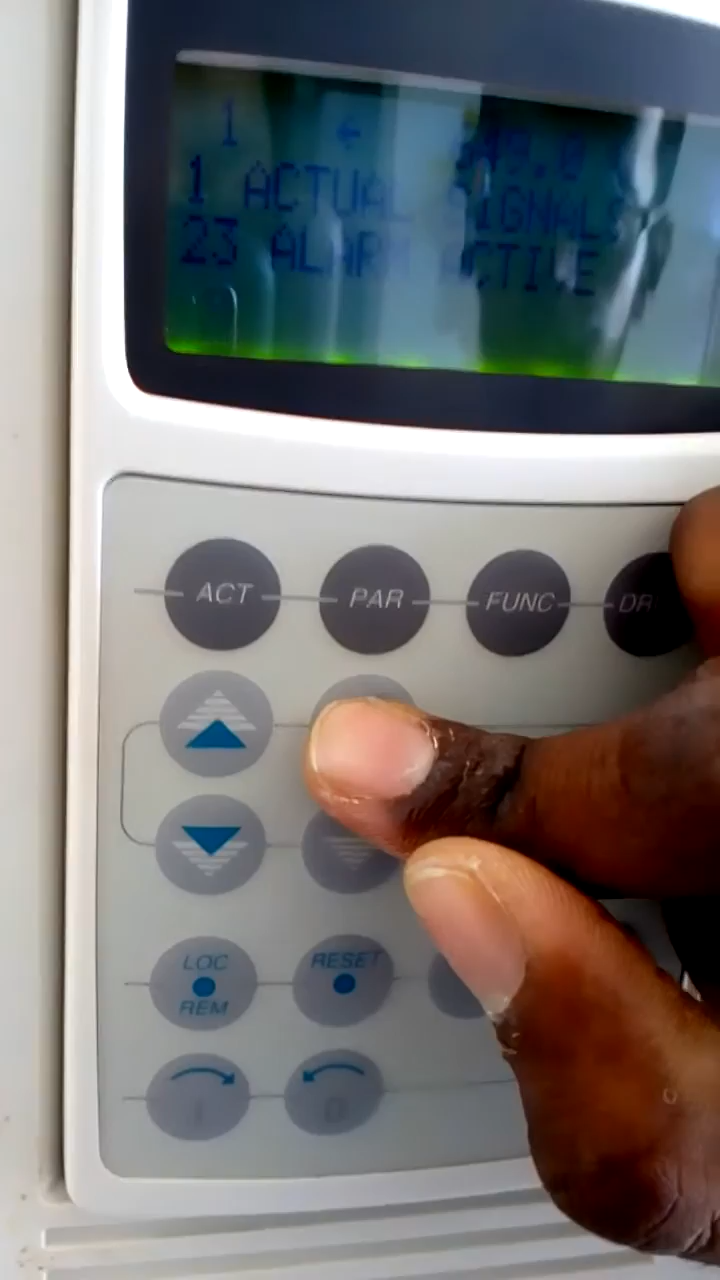 1 ←
1 ACTUAL SIGNALS
23 ALARM ACTIVE
ACT PAR FUNC DR
LOC RESET
REM